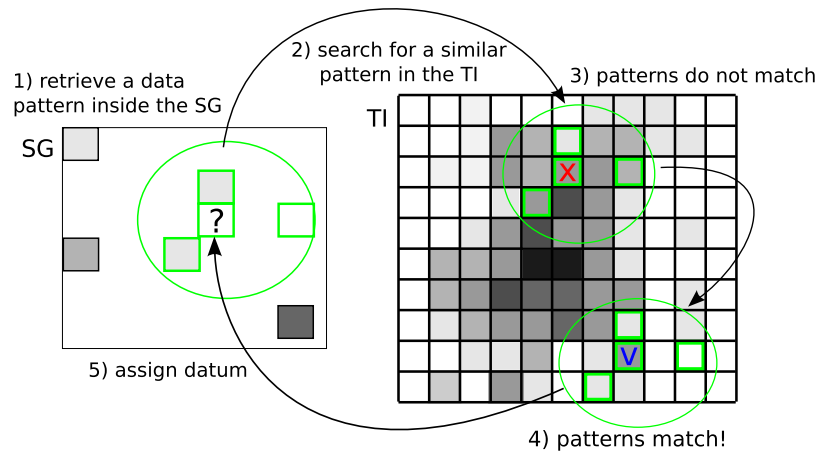 1) retrieve a data
pattern inside the SG
2) search for a similar
pattern in the TI
3) patterns do not match
TI
SG
X
?
V
5) assign datum
4) patterns match!